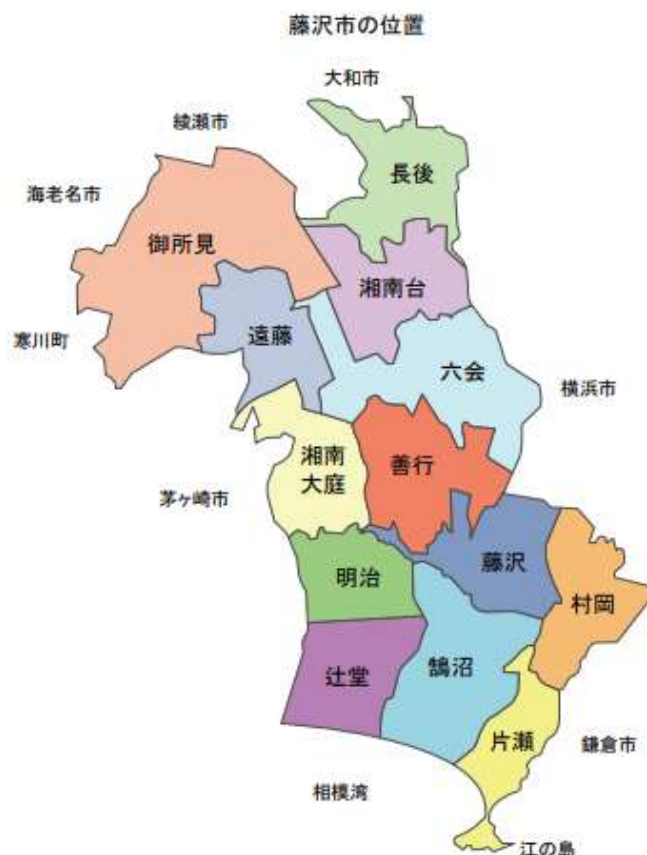 藤沢市の位置
大和市
綾瀬市
長後
海老名市
御所見
湘南台
遠藤
寒川町
六会
横浜市
湘南
大庭
善行
茅ヶ崎市
藤沢
明治
村岡
辻堂
鵠沼
片瀬
鎌倉市
相模湾
江の島